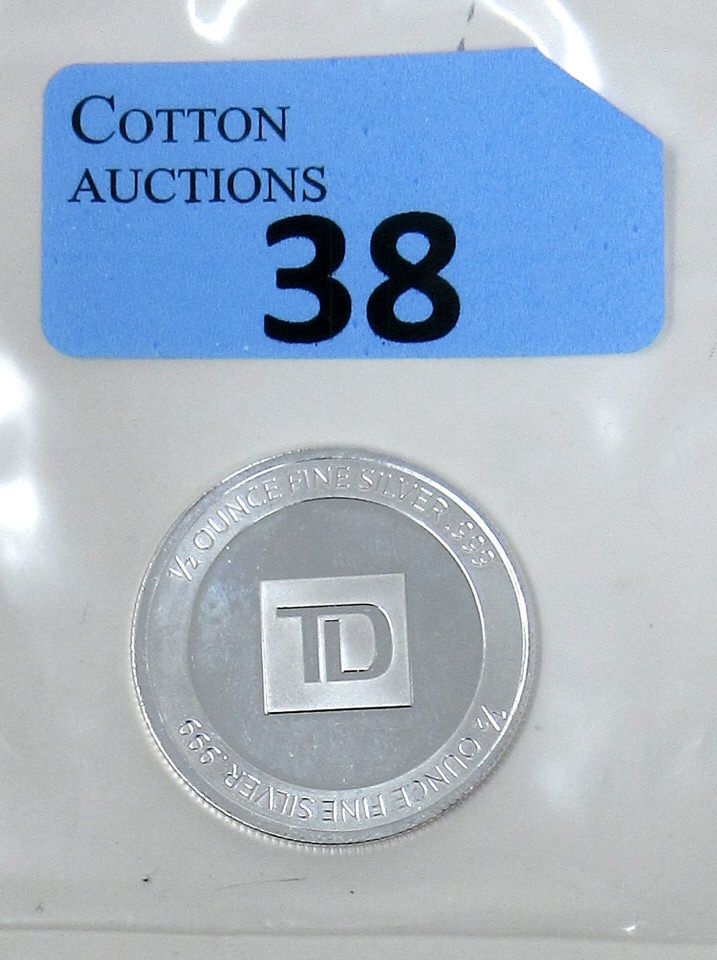 COTTON
AUCTIONS
38
½ OUNCE FINE SILVER .999
TD
½ OUNCE FINE SILVER .999